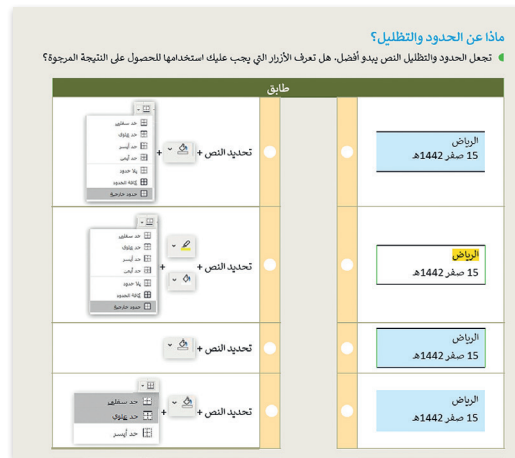 ماذا عن الحدود والتظليل؟
تجعل الحدود والتظليل النص يبدو أفضل. هل تعرف الأزرار التي يجب عليك استخدامها للحصول على النتيجة المرجوة؟
طابق
الرياض
15 صفر 1442هـ
تحديد النص + +
حد سفلي
حد علوي
حد أيسر
حد أيمن
بلا حدود
كافة الحدود
حدود خارجية
الرياض
15 صفر 1442هـ
تحديد النص + +
حد سفلي
حد علوي
حد أيسر
حد أيمن
بلا حدود
كافة الحدود
حدود خارجية
الرياض
15 صفر 1442هـ
تحديد النص +
الرياض
15 صفر 1442هـ
تحديد النص + +
حد سفلي
حد علوي
حد أيسر